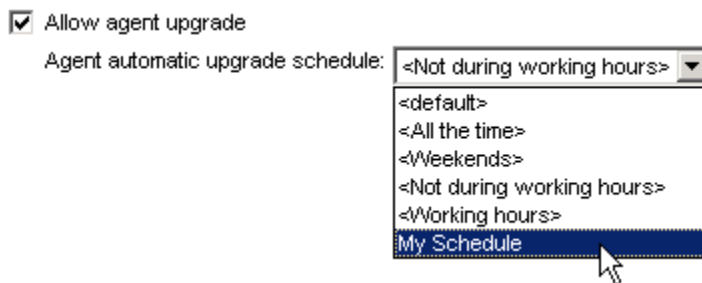 Allow agent upgrade
Agent automatic upgrade schedule: <Not during working hours>
<default>
<All the time>
<Weekends>
<Not during working hours>
<Working hours>
My Schedule